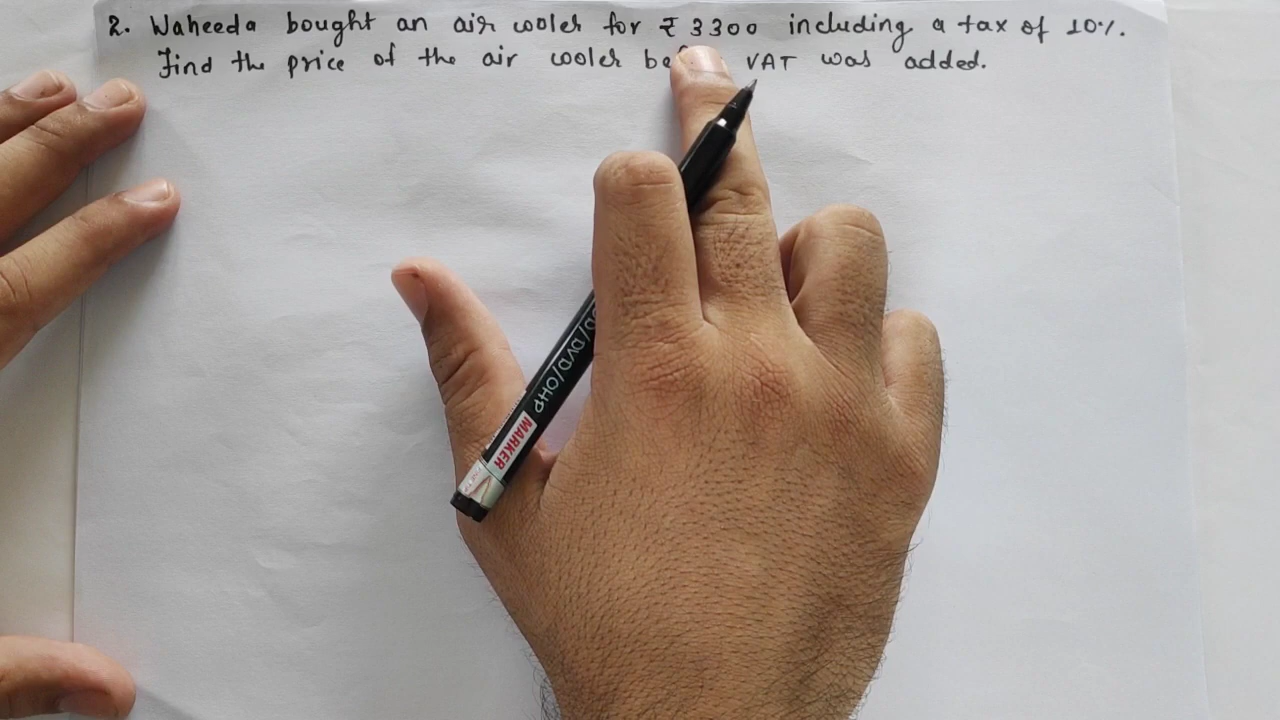 2. Waheeda bought an air cooler for ₹ 3300 including a tax of 10%.
Find the price of the air cooler VAT was added.
CD/DVD/OHP
MARKER